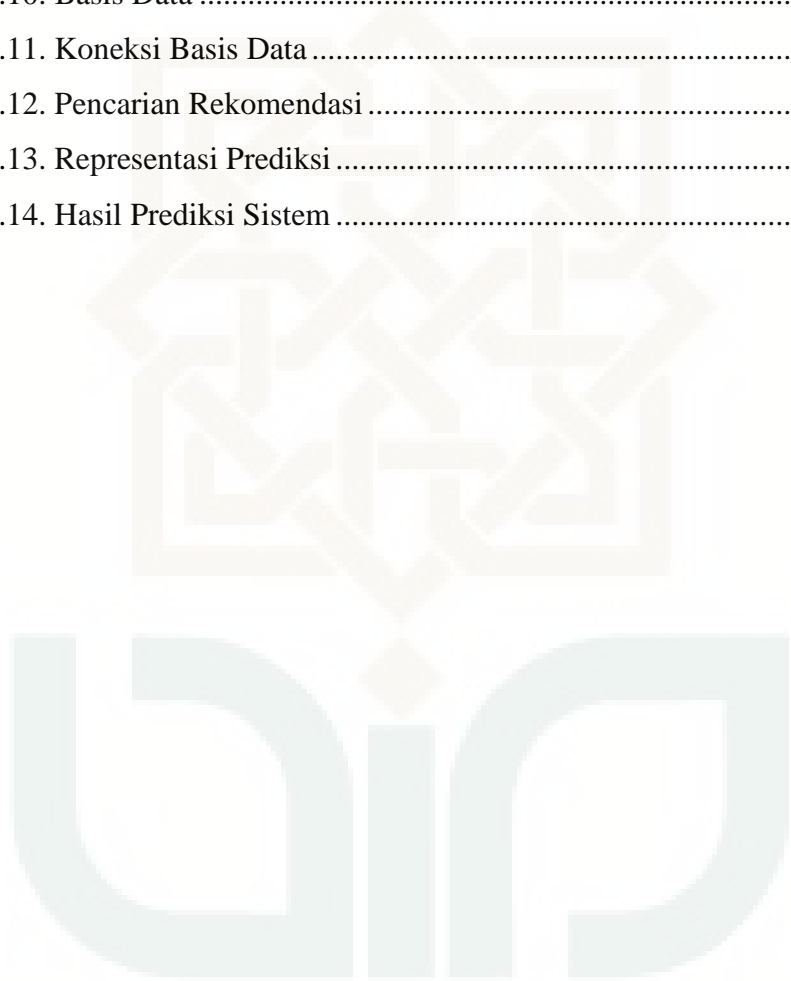 .10. Basis Data ................................................................
.11. Koneksi Basis Data ...................................................
.12. Pencarian Rekomendasi .............................................
.13. Representasi Prediksi .................................................
.14. Hasil Prediksi Sistem .................................................